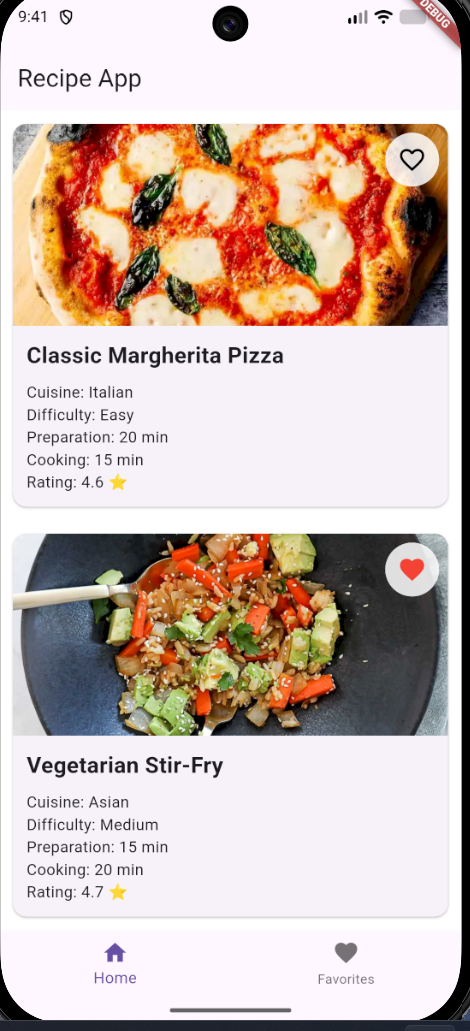 9:41
DEBUG
Recipe App
Classic Margherita Pizza
Cuisine: Italian
Difficulty: Easy
Preparation: 20 min
Cooking: 15 min
Rating: 4.6 ⭐
Vegetarian Stir-Fry
Cuisine: Asian
Difficulty: Medium
Preparation: 15 min
Cooking: 20 min
Rating: 4.7 ⭐
Home
Favorites